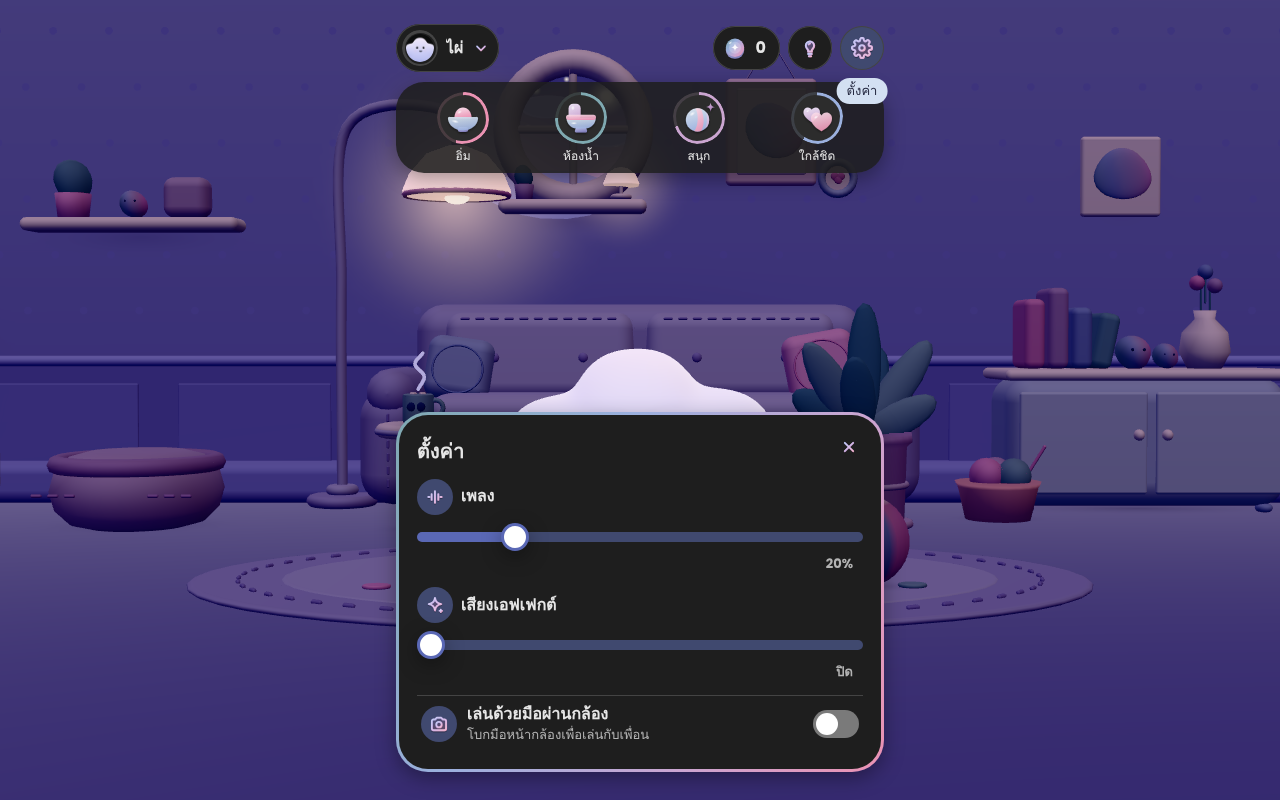 ไผ่
0
ตั้งค่า
อิ่ม
ห้องน้ำ
สนุก
ใกล้ชิด
ตั้งค่า
เพลง
20%
เสียงเอฟเฟกต์
ปิด
เล่นด้วยมือผ่านกล้อง
โบกมือหน้ากล้องเพื่อเล่นกับเพื่อน